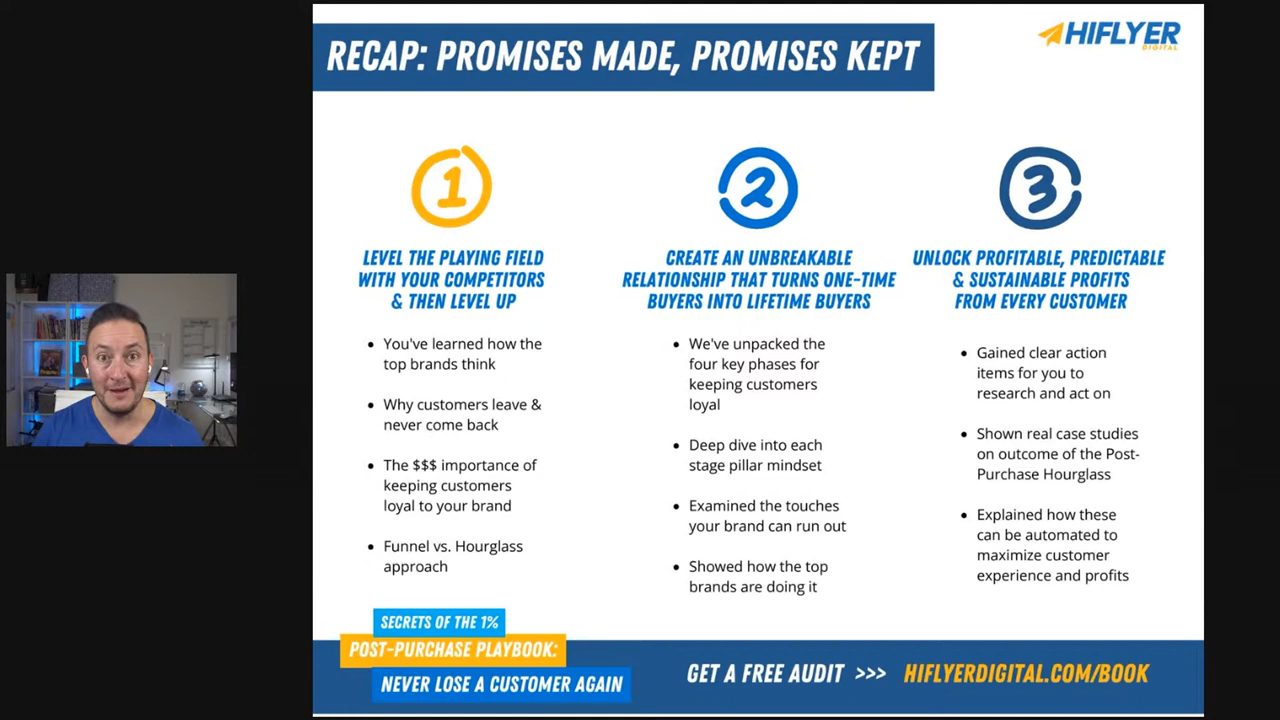 RECAP: PROMISES MADE, PROMISES KEPT
HIFLYER
DIGITAL
1
LEVEL THE PLAYING FIELD
WITH YOUR COMPETITORS
& THEN LEVEL UP
• You've learned how the
top brands think
• Why customers leave &
never come back
• The $$$ importance of
keeping customers
loyal to your brand
• Funnel vs. Hourglass
approach
2
CREATE AN UNBREAKABLE
RELATIONSHIP THAT TURNS ONE-TIME
BUYERS INTO LIFETIME BUYERS
• We've unpacked the
four key phases for
keeping customers
loyal
• Deep dive into each
stage pillar mindset
• Examined the touches
your brand can run out
• Showed how the top
brands are doing it
3
UNLOCK PROFITABLE, PREDICTABLE
& SUSTAINABLE PROFITS
FROM EVERY CUSTOMER
• Gained clear action
items for you to
research and act on
• Shown real case studies
on outcome of the Post-
Purchase Hourglass
• Explained how these
can be automated to
maximize customer
experience and profits
SECRETS OF THE 1%
POST-PURCHASE PLAYBOOK:
NEVER LOSE A CUSTOMER AGAIN
GET A FREE AUDIT >>> HIFLYERDIGITAL.COM/BOOK